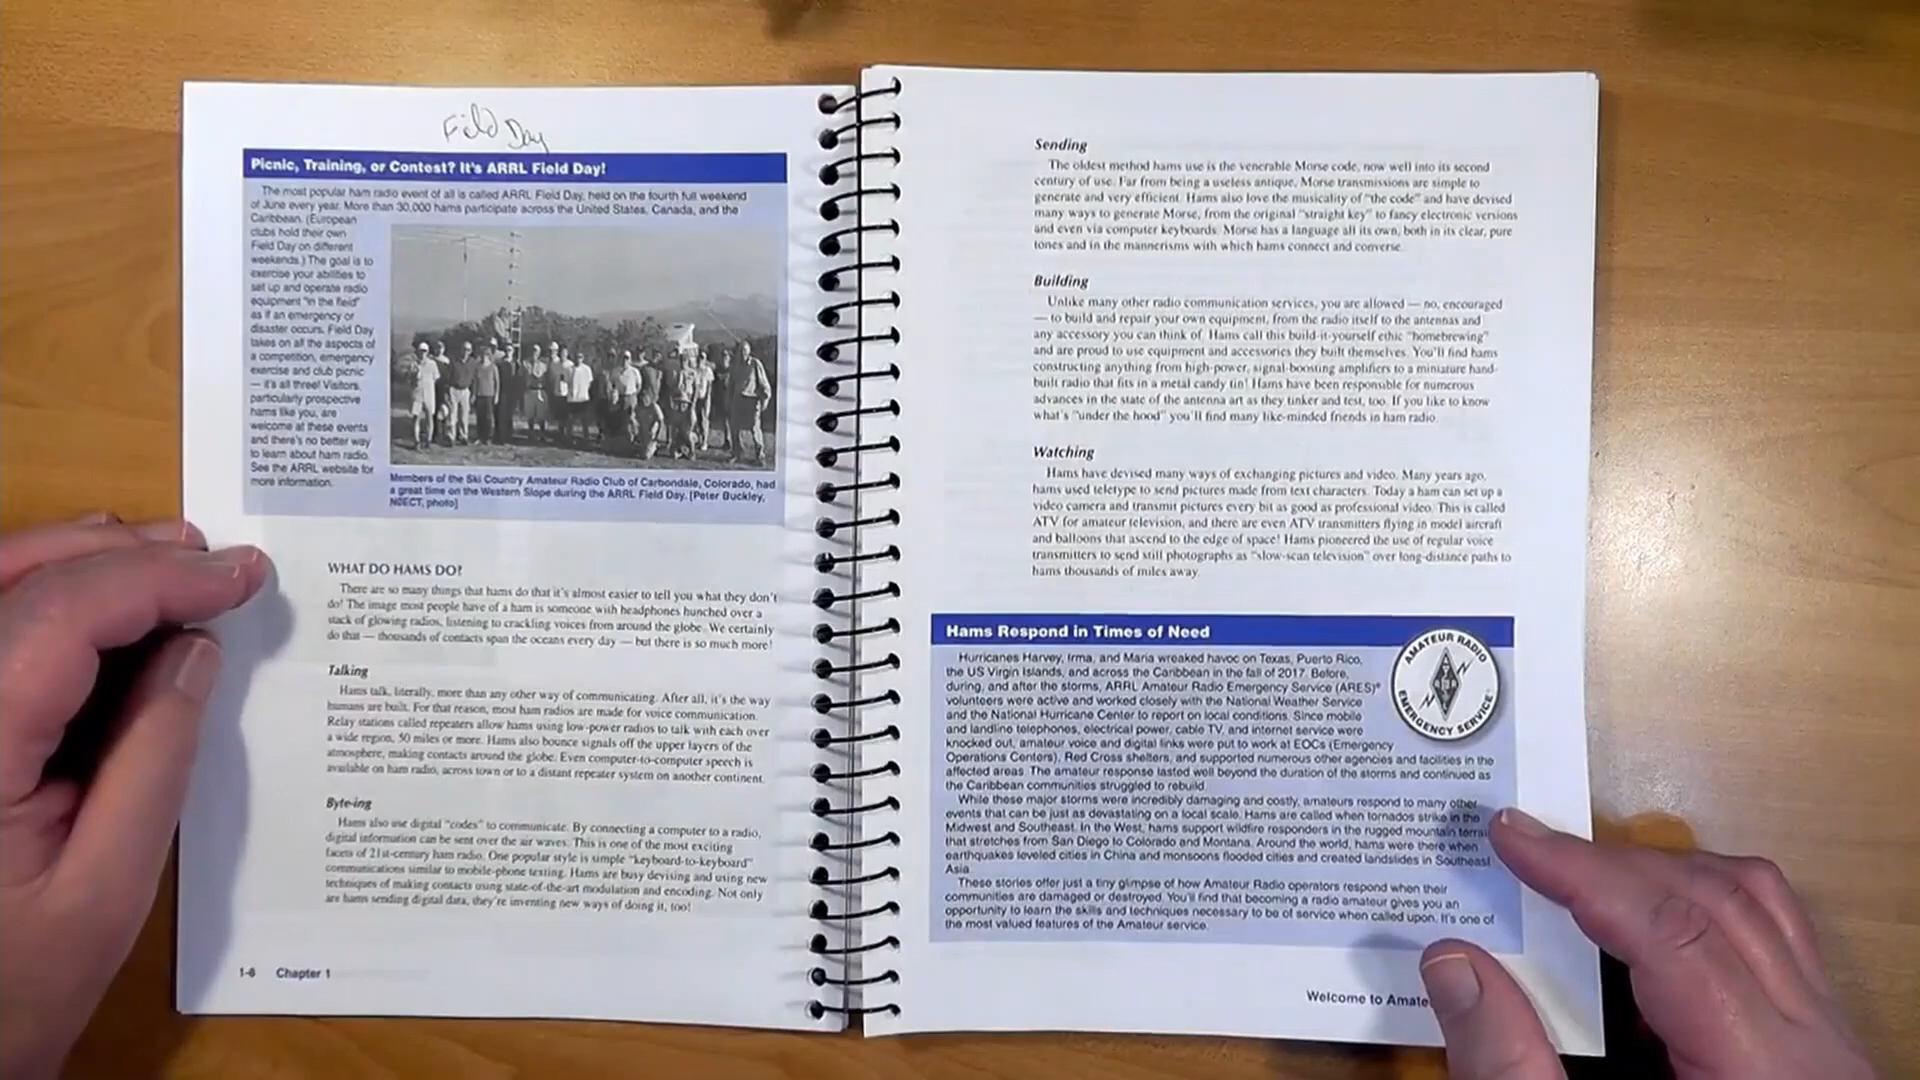 Field Day
Picnic, Training, or Contest? It's ARRL Field Day!
The most popular ham radio event of all is called ARRL Field Day, held on the fourth full weekend
of June every year. More than 30,000 hams participate across the United States, Canada, and the
Caribbean. (European
clubs hold their own
Field Day on different
weekends.) The goal is to
exercise your abilities to
set up and operate radio
equipment "in the field"
as if an emergency or
disaster occurs. Field Day
takes on all the aspects of
a competition, emergency
exercise and club picnic
— it's all three! Visitors,
particularly prospective
hams like you, are
welcome at these events
and there's no better way
to learn about ham radio.
See the ARRL website for
more information.
Members of the Ski Country Amateur Radio Club of Carbondale, Colorado, had
a great time on the Western Slope during the ARRL Field Day. [Peter Buckley,
N0ECT, photo]
WHAT DO HAMS DO?
There are so many things that hams do that it's almost easier to tell you what they don't
do! The image most people have of a ham is someone with headphones hunched over a
stack of glowing radios, listening to crackling voices from around the globe. We certainly
do that — thousands of contacts span the oceans every day — but there is so much more!
Talking
Hams talk, literally, more than any other way of communicating. After all, it's the way
humans are built. For that reason, most ham radios are made for voice communication.
Relay stations called repeaters allow hams using low-power radios to talk with each over
a wide region, 50 miles or more. Hams also bounce signals off the upper layers of the
atmosphere, making contacts around the globe. Even computer-to-computer speech is
available on ham radio, across town or to a distant repeater system on another continent.
Byte-ing
Hams also use digital "codes" to communicate. By connecting a computer to a radio,
digital information can be sent over the air waves. This is one of the most exciting
facets of 21st-century ham radio. One popular style is simple "keyboard-to-keyboard"
communications similar to mobile-phone texting. Hams are busy devising and using new
techniques of making contacts using state-of-the-art modulation and encoding. Not only
are hams sending digital data, they're inventing new ways of doing it, too!
1-6 Chapter 1
Sending
The oldest method hams use is the venerable Morse code, now well into its second
century of use. Far from being a useless antique, Morse transmissions are simple to
generate and very efficient. Hams also love the musicality of "the code" and have devised
many ways to generate Morse, from the original "straight key" to fancy electronic versions
and even via computer keyboards. Morse has a language all its own, both in its clear, pure
tones and in the mannerisms with which hams connect and converse.
Building
Unlike many other radio communication services, you are allowed — no, encouraged
— to build and repair your own equipment, from the radio itself to the antennas and
any accessory you can think of. Hams call this build-it-yourself ethic "homebrewing"
and are proud to use equipment and accessories they built themselves. You'll find hams
constructing anything from high-power, signal-boosting amplifiers to a miniature hand-
built radio that fits in a metal candy tin! Hams have been responsible for numerous
advances in the state of the antenna art as they tinker and test, too. If you like to know
what's "under the hood" you'll find many like-minded friends in ham radio.
Watching
Hams have devised many ways of exchanging pictures and video. Many years ago,
hams used teletype to send pictures made from text characters. Today a ham can set up a
video camera and transmit pictures every bit as good as professional video. This is called
ATV for amateur television, and there are even ATV transmitters flying in model aircraft
and balloons that ascend to the edge of space! Hams pioneered the use of regular voice
transmitters to send still photographs as "slow-scan television" over long-distance paths to
hams thousands of miles away.
Hams Respond in Times of Need
AMATEUR RADIO
EMERGENCY SERVICE
Hurricanes Harvey, Irma, and Maria wreaked havoc on Texas, Puerto Rico,
the US Virgin Islands, and across the Caribbean in the fall of 2017. Before,
during, and after the storms, ARRL Amateur Radio Emergency Service (ARES)®
volunteers were active and worked closely with the National Weather Service
and the National Hurricane Center to report on local conditions. Since mobile
and landline telephones, electrical power, cable TV, and internet service were
knocked out, amateur voice and digital links were put to work at EOCs (Emergency
Operations Centers), Red Cross shelters, and supported numerous other agencies and facilities in the
affected areas. The amateur response lasted well beyond the duration of the storms and continued as
the Caribbean communities struggled to rebuild.
While these major storms were incredibly damaging and costly, amateurs respond to many other
events that can be just as devastating on a local scale. Hams are called when tornados strike in the
Midwest and Southeast. In the West, hams support wildfire responders in the rugged mountain terrai
that stretches from San Diego to Colorado and Montana. Around the world, hams were there when
earthquakes leveled cities in China and monsoons flooded cities and created landslides in Southeast
Asia.
These stories offer just a tiny glimpse of how Amateur Radio operators respond when their
communities are damaged or destroyed. You'll find that becoming a radio amateur gives you an
opportunity to learn the skills and techniques necessary to be of service when called upon. It's one of
the most valued features of the Amateur service.
Welcome to Amate